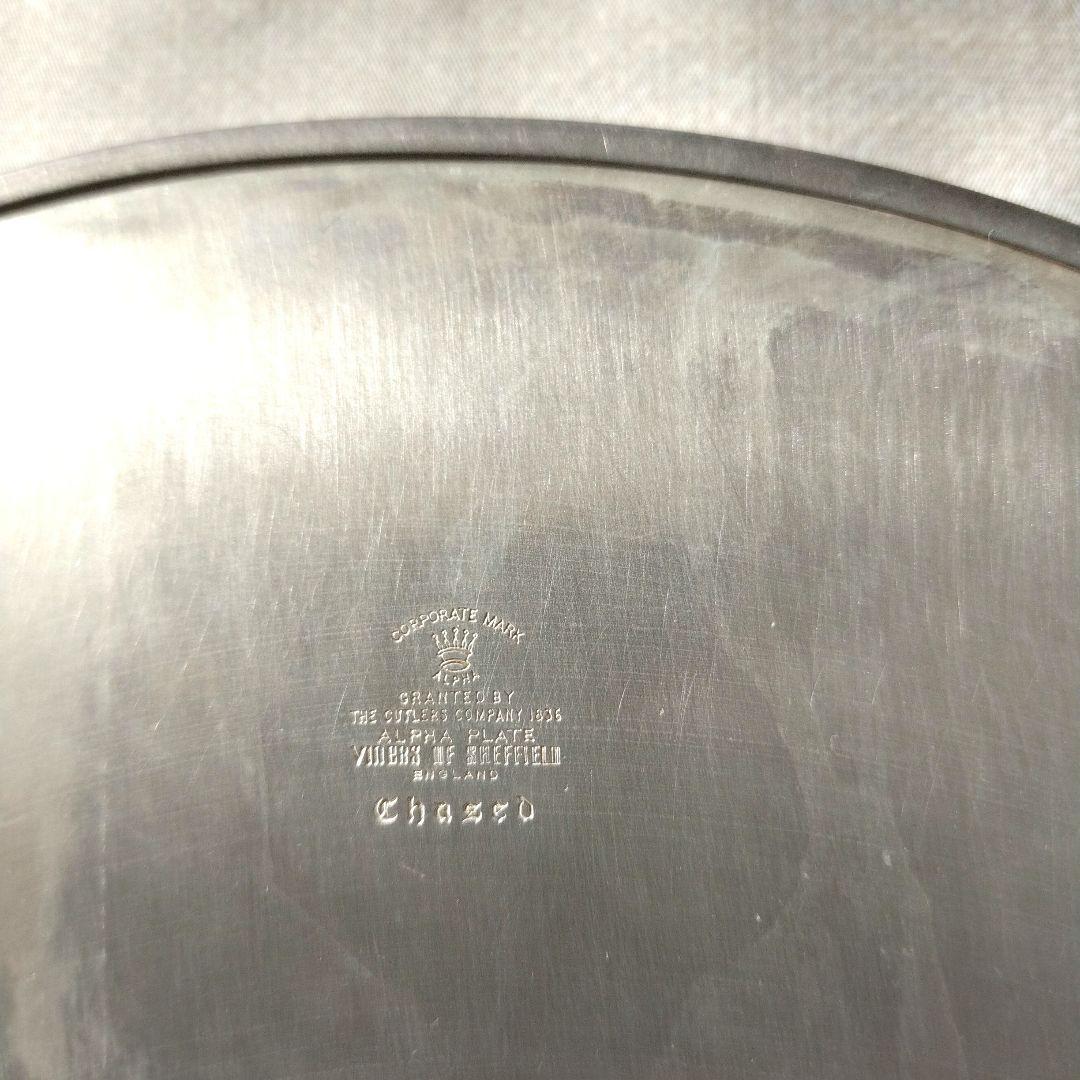 CORPORATE MARK
ALPHA
GRANTED BY
THE CUTLERS COMPANY 1836
ALPHA PLATE
VINERS OF SHEFFIELD
ENGLAND
Chased